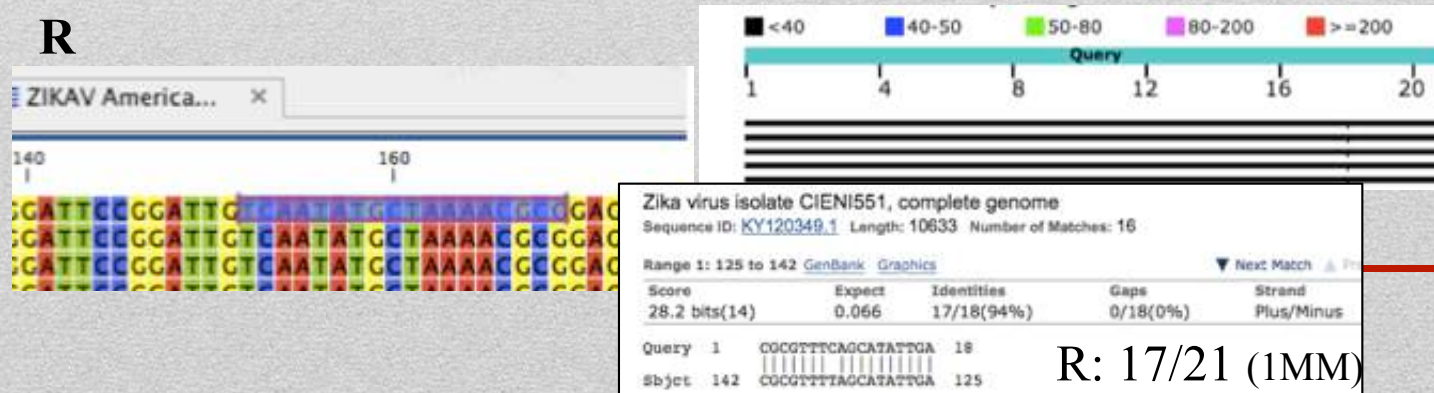 R
ZIKAV America... ×
140 160
GGATTCCGGATTGTCAATATGCTAAAACGCGGAG
GGATTCCGGATTGTCAATATGCTAAAACGCGGAG
GGATTCCGGATTGTCAATATGCTAAAACGCGGAG
<40 40-50 50-80 80-200 >=200
Query
1 4 8 12 16 20
Zika virus isolate CIENI551, complete genome
Sequence ID: KY120349.1 Length: 10633 Number of Matches: 16
Range 1: 125 to 142 GenBank Graphics ▼ Next Match
Score Expect Identities Gaps Strand
28.2 bits(14) 0.066 17/18(94%) 0/18(0%) Plus/Minus
Query 1 CGCGTTTCAGCATATTGA 18
Sbjct 142 CGCGTTTTAGCATATTGA 125
R: 17/21 (1MM)